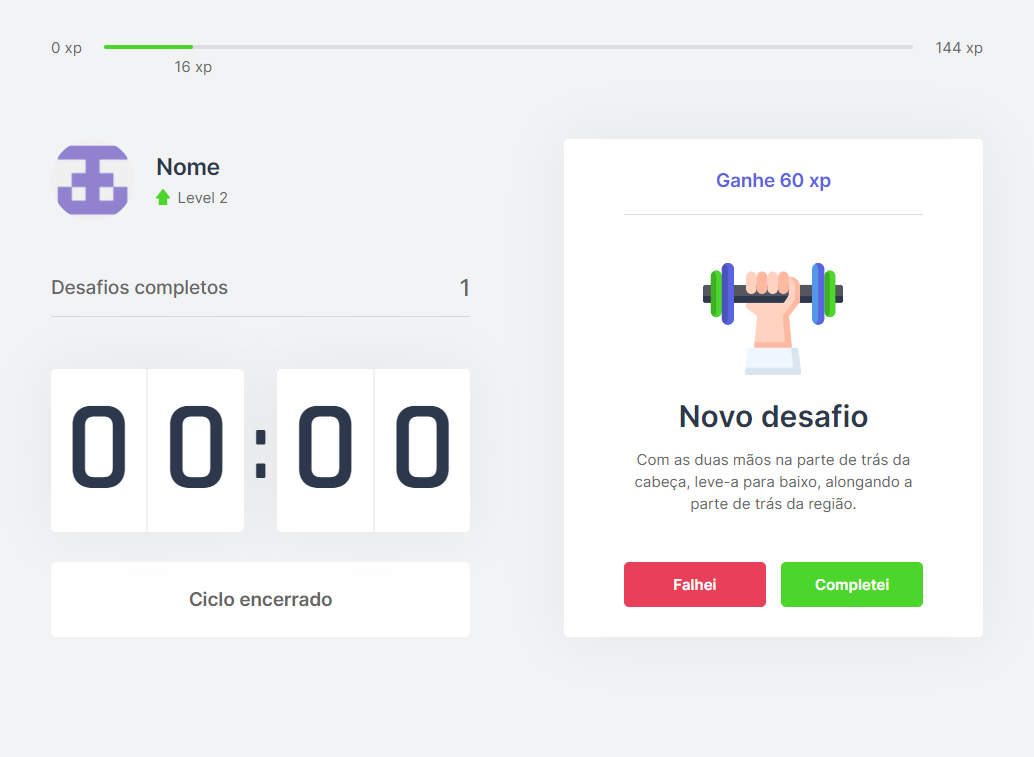 0 xp
144 xp
16 xp
Nome
Level 2
Desafios completos
1
00:00
Ciclo encerrado
Ganhe 60 xp
Novo desafio
Com as duas mãos na parte de trás da
cabeça, leve-a para baixo, alongando a
parte de trás da região.
Falhei
Completei